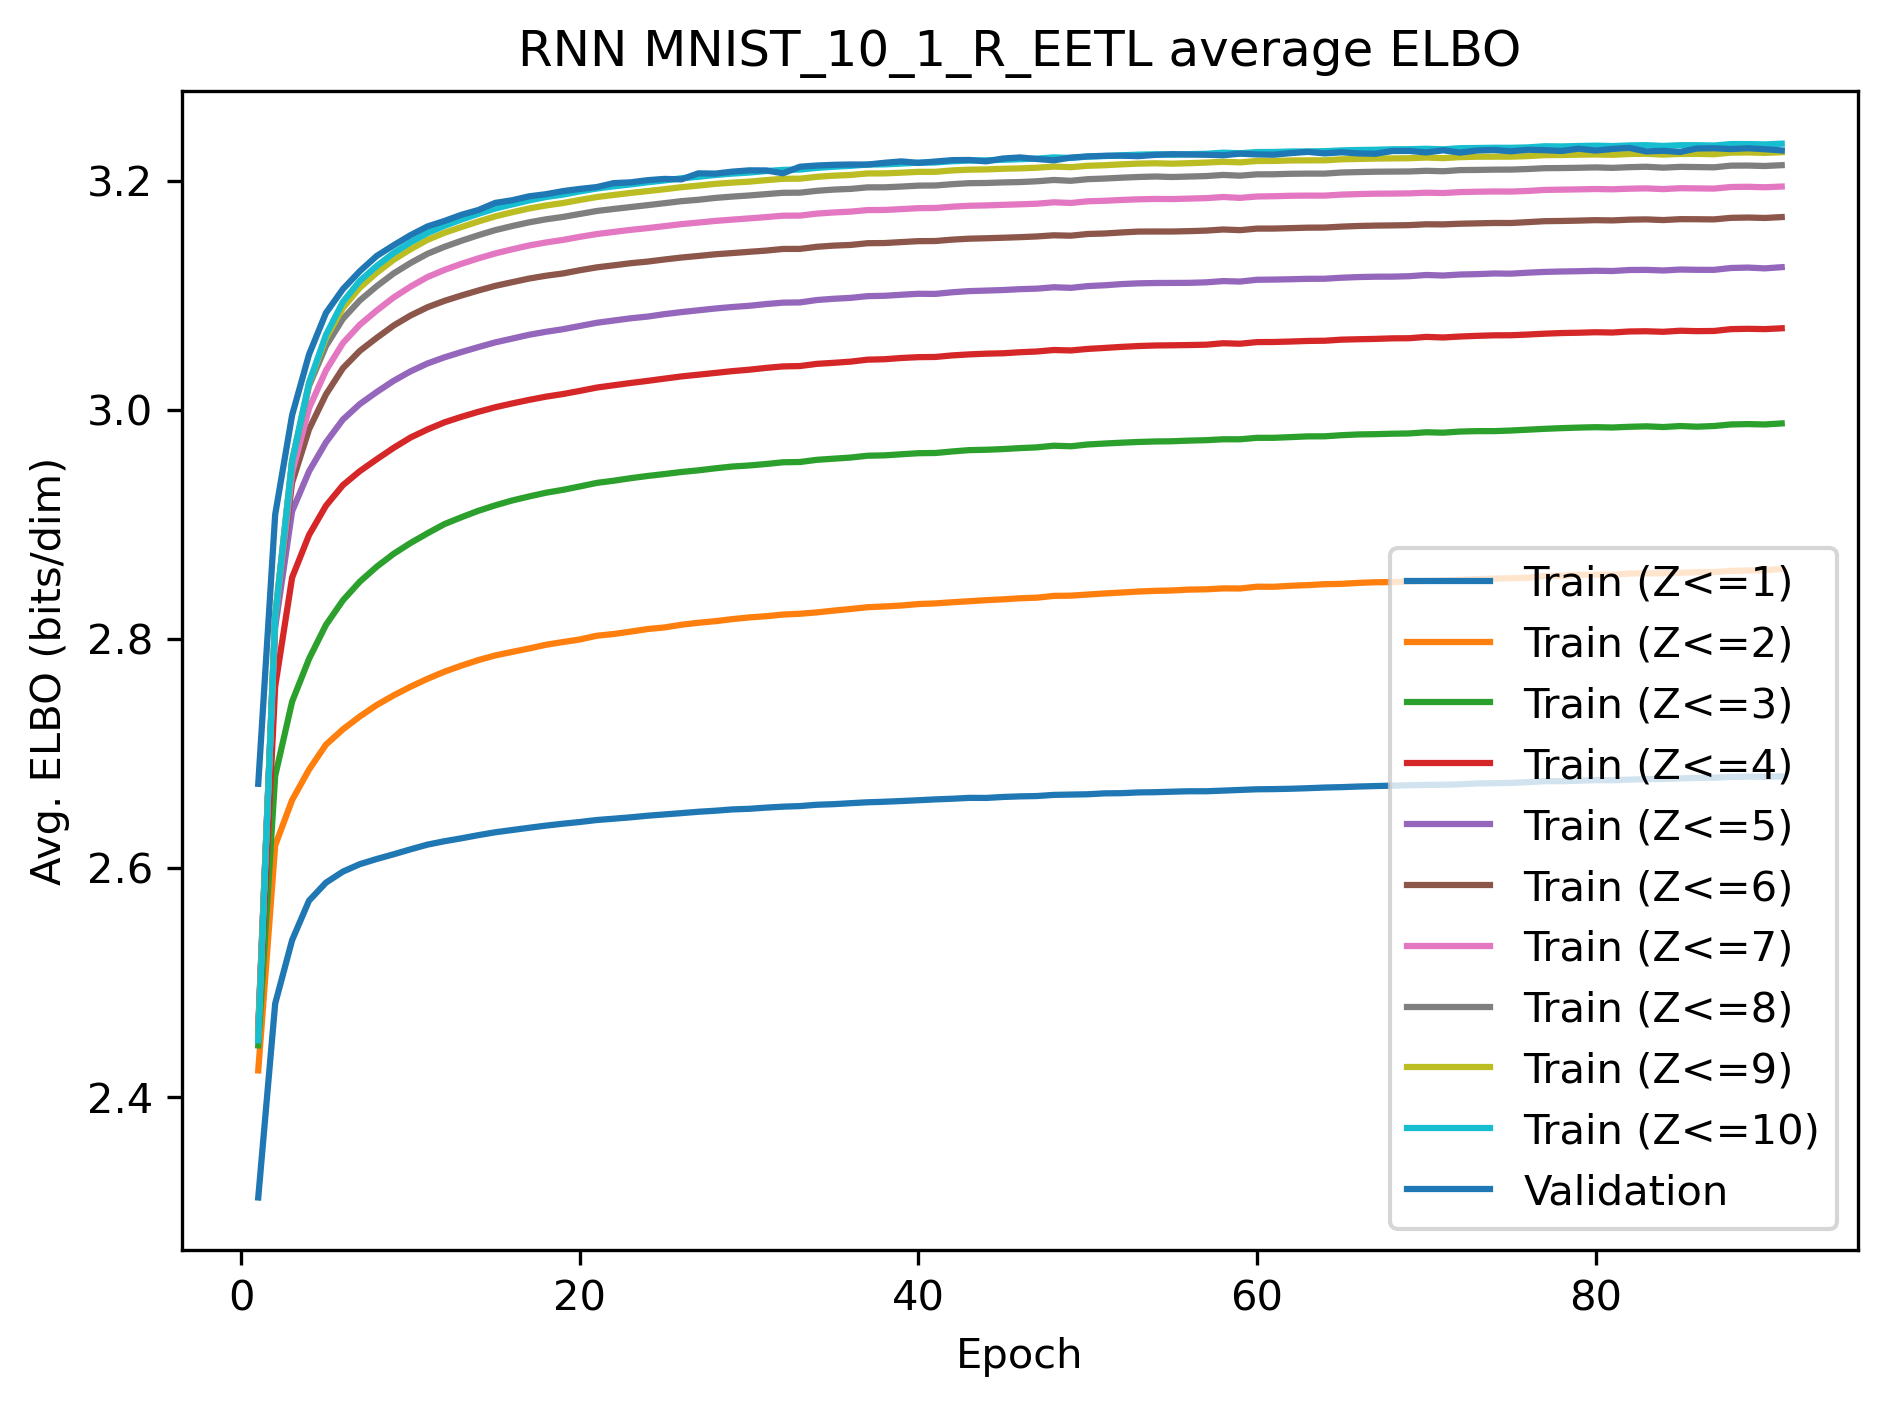 RNN MNIST_10_1_R_EETL average ELBO
Avg. ELBO (bits/dim)
3.2
3.0
2.8
2.6
2.4
Train (Z<=1)
Train (Z<=2)
Train (Z<=3)
Train (Z<=4)
Train (Z<=5)
Train (Z<=6)
Train (Z<=7)
Train (Z<=8)
Train (Z<=9)
Train (Z<=10)
Validation
0 20 40 60 80
Epoch